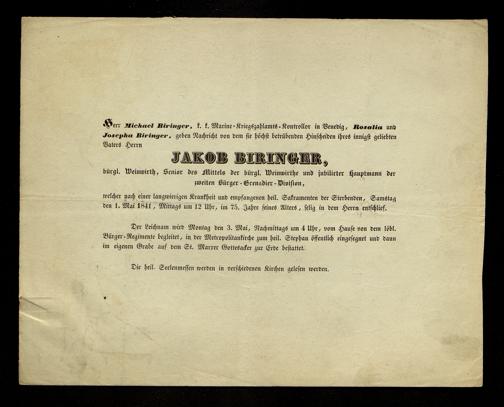 Herr Michael Biringer, k. k. Marine-Kriegszahlamts-Kontrollor in Venedig, Rosalia und
Josepha Biringer, geben Nachricht von dem sie höchst betrübenden Hinscheiden ihres innigst geliebten
Vaters Herrn
JAKOB BIRINGER,
bürgl. Weinwirth, Senior des Mittels der bürgl. Weinwirthe und jubilirter Hauptmann der
zweiten Bürger-Grenadier-Division,
welcher nach einer langwierigen Krankheit und empfangenen heil. Sakramenten der Sterbenden, Samstag
den 1. Mai 1841, Mittags um 12 Uhr, im 75. Jahre seines Alters, selig in dem Herrn entschlief.
Der Leichnam wird Montag den 3. Mai, Nachmittags um 4 Uhr, vom Hause von dem löbl.
Bürger-Regimente begleitet, in der Metropolitankirche zum heil. Stephan öffentlich eingesegnet und dann
im eigenen Grabe auf dem St. Marxer Gottesacker zur Erde bestattet.
Die heil. Seelenmessen werden in verschiedenen Kirchen gelesen werden.